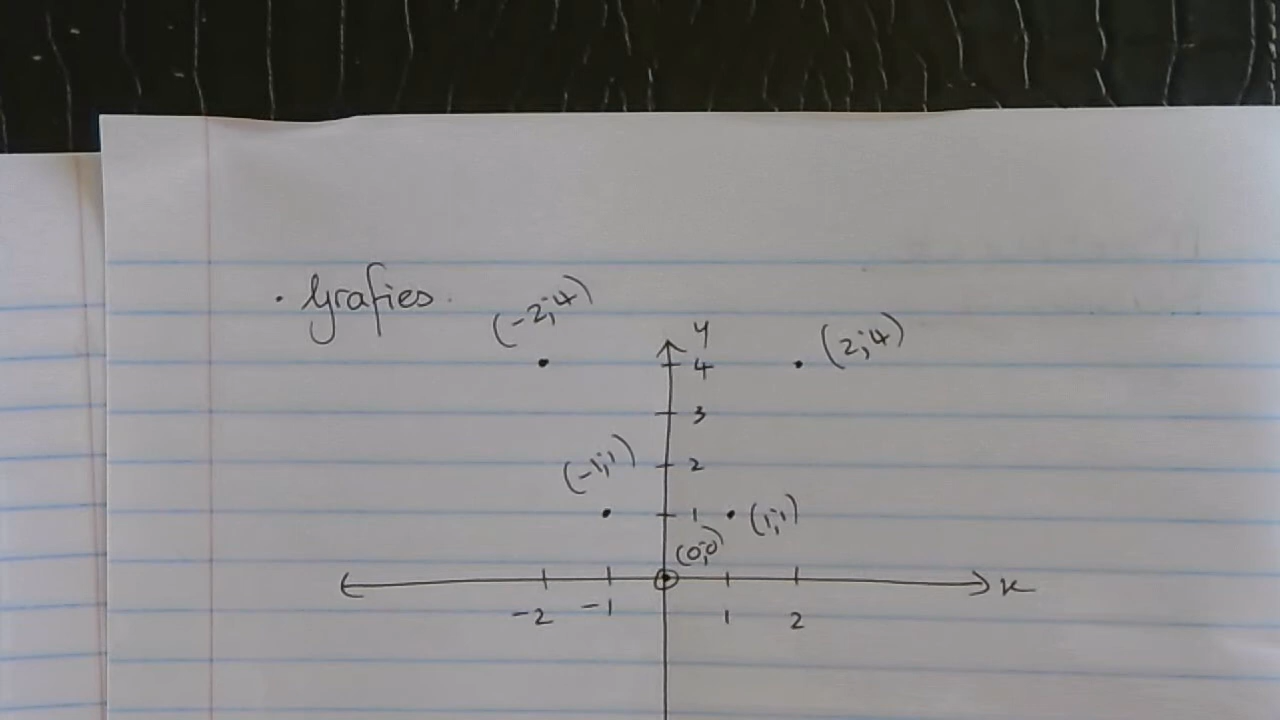 · Grafies.
(-2;4)
y
(2;4)
4
3
(-1;1)
2
1
(1;1)
(0;0)
x
-2 -1 1 2